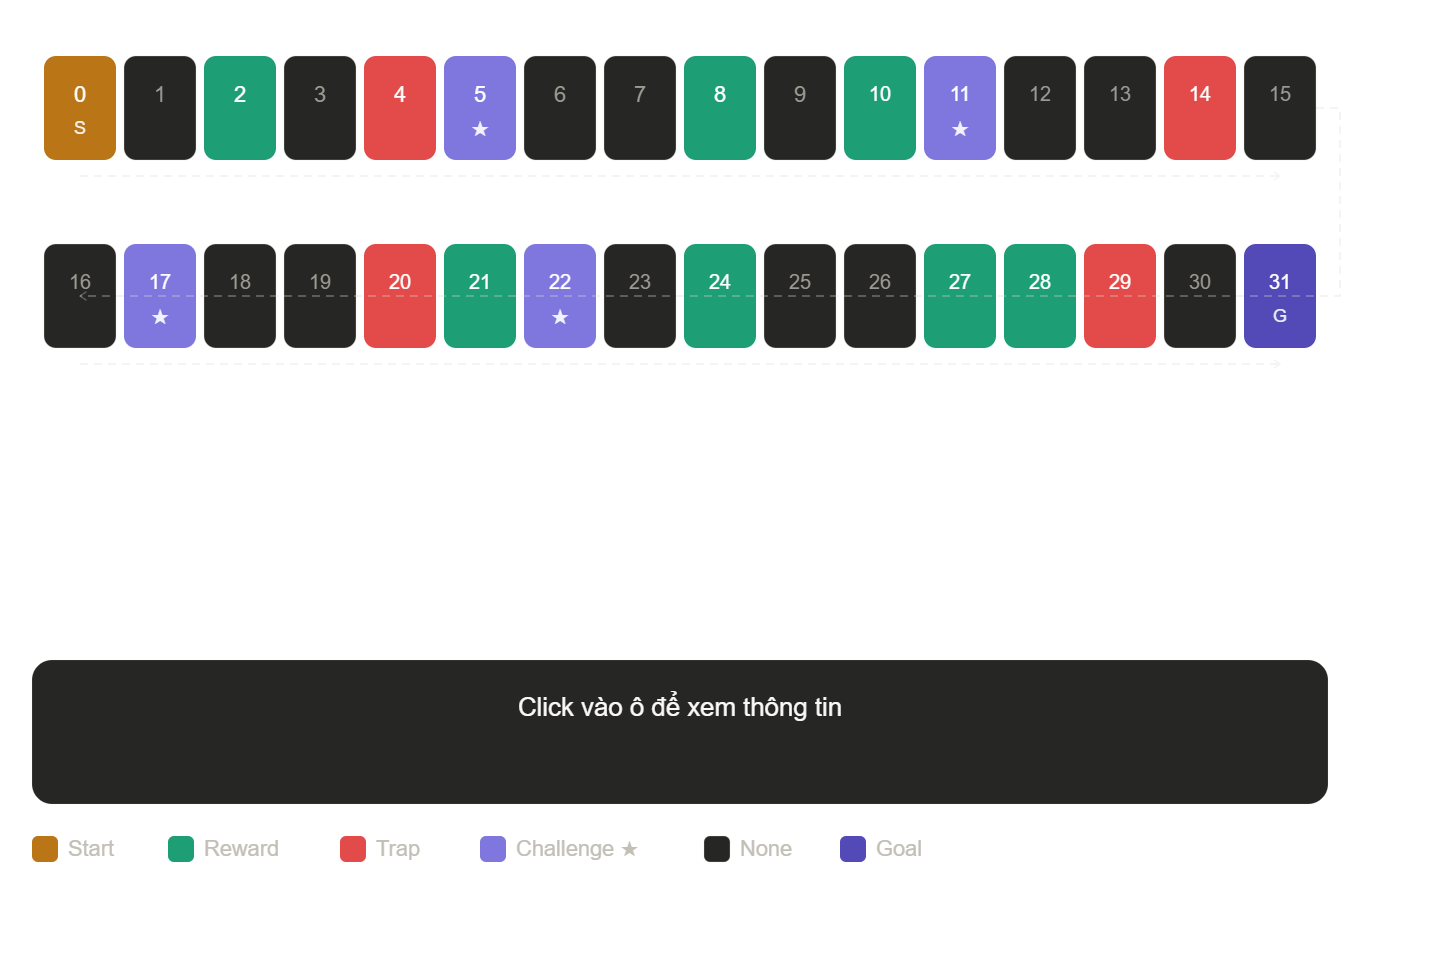 0 1 2 3 4 5 6 7 8 9 10 11 12 13 14 15
S ★ ★
16 17 18 19 20 21 22 23 24 25 26 27 28 29 30 31
★ ★ G
Click vào ô để xem thông tin
Start Reward Trap Challenge ★ None Goal